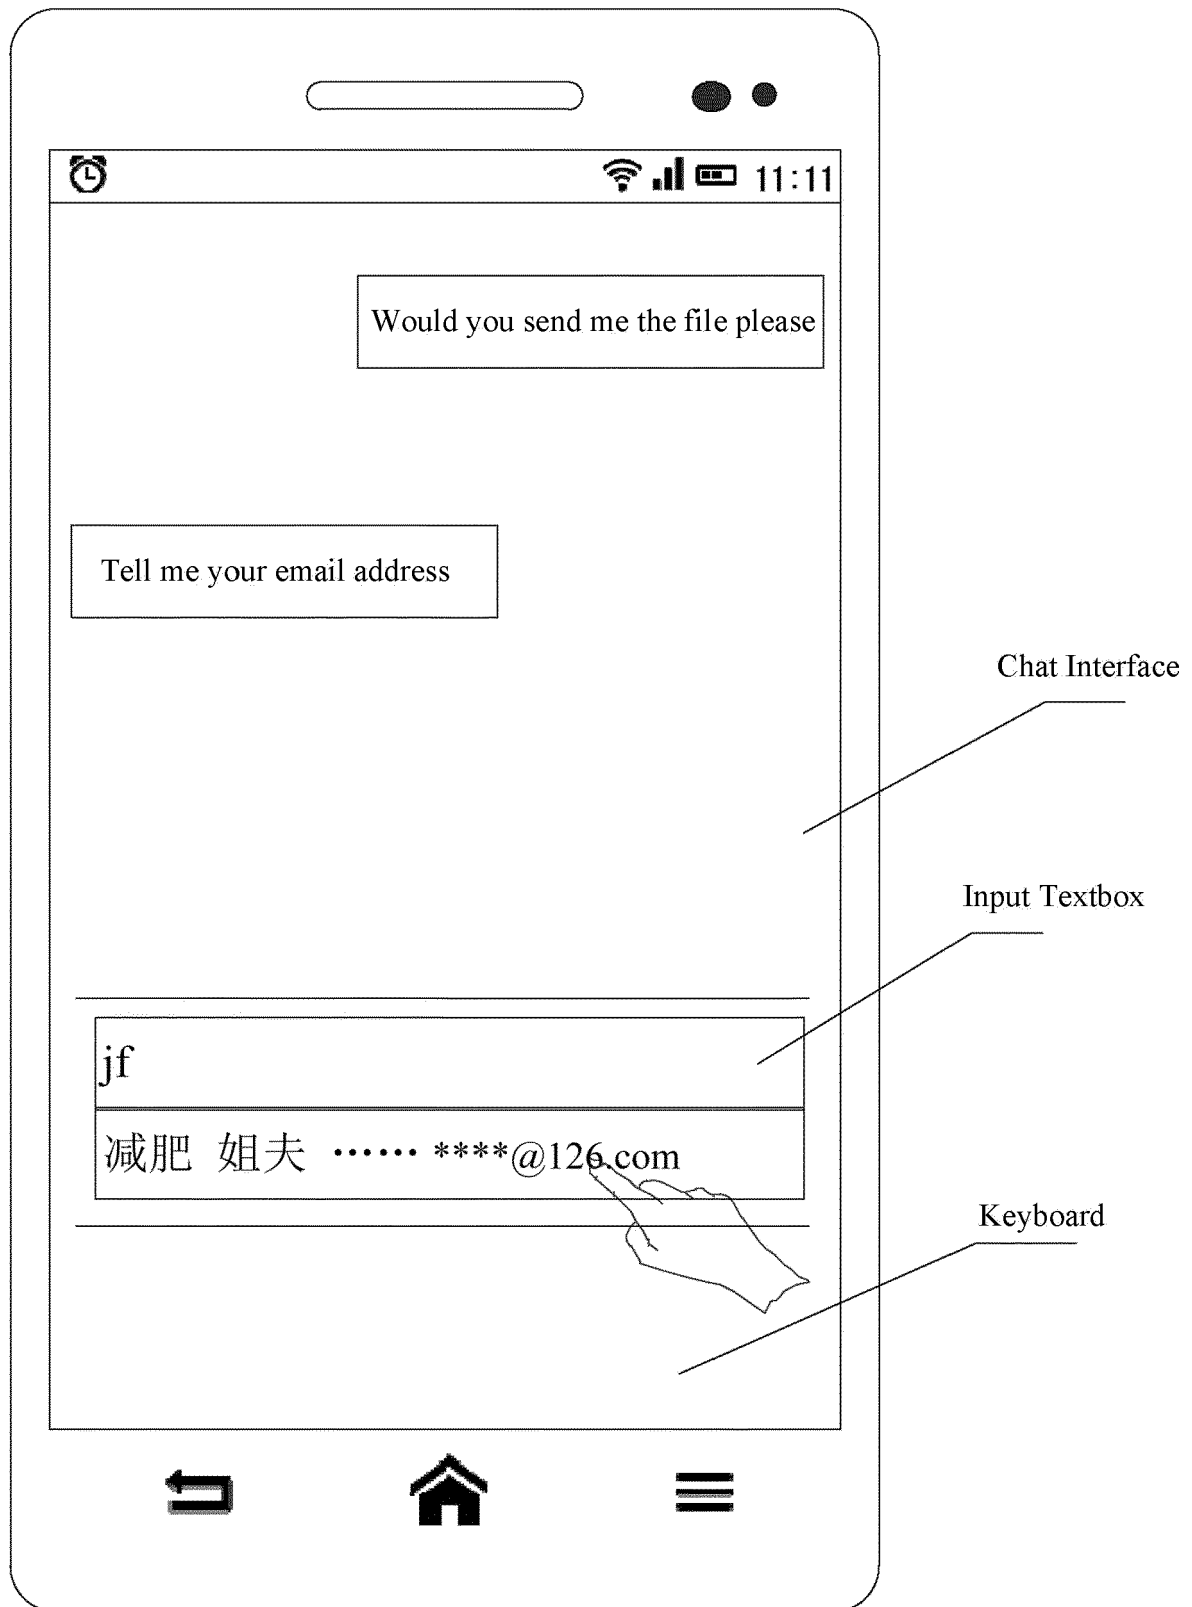 11:11
Would you send me the file please
Tell me your email address
Chat Interface
Input Textbox
jf
减肥 姐夫 …… ****@126.com
Keyboard